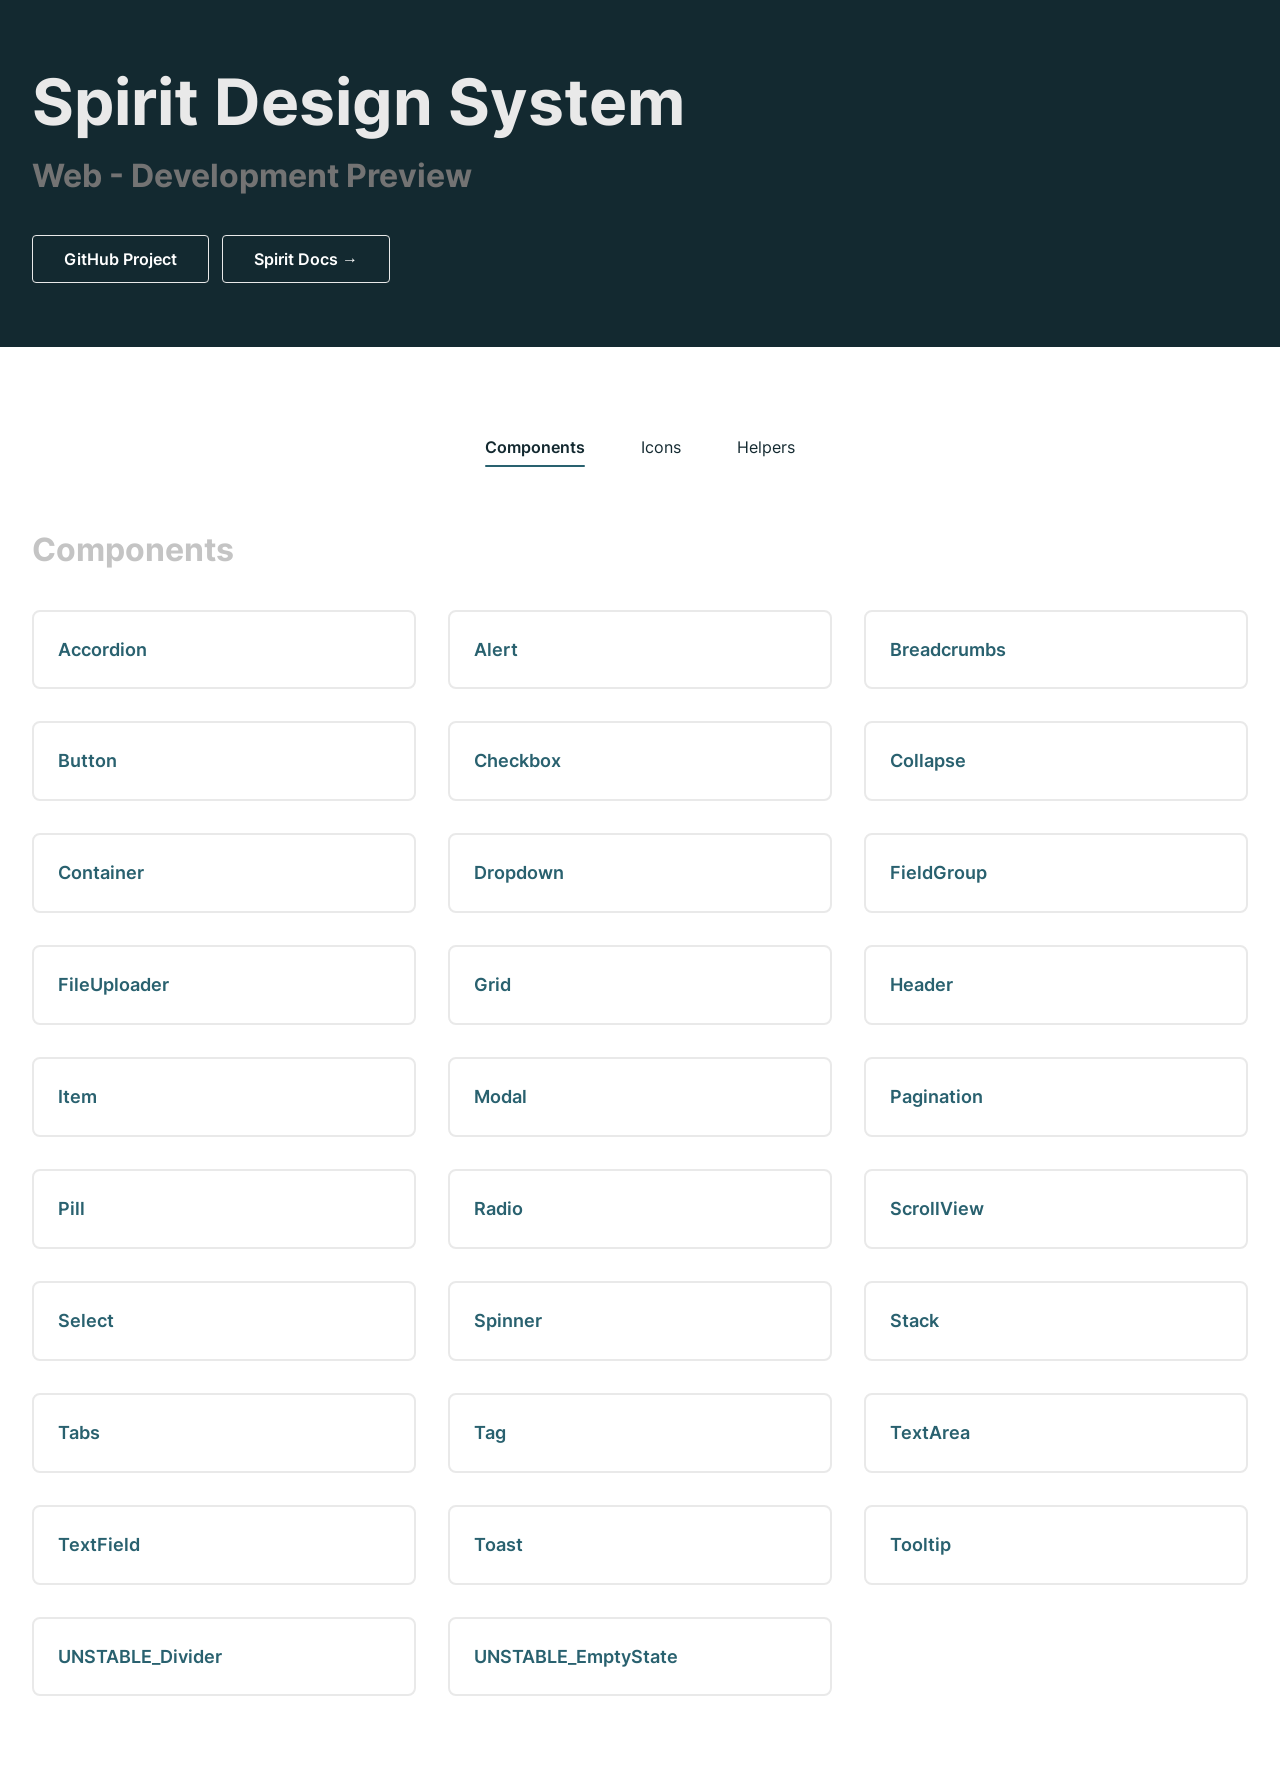 Spirit Design System
Web - Development Preview
GitHub Project
Spirit Docs →
Components
Icons
Helpers
Components
Accordion
Alert
Breadcrumbs
Button
Checkbox
Collapse
Container
Dropdown
FieldGroup
FileUploader
Grid
Header
Item
Modal
Pagination
Pill
Radio
ScrollView
Select
Spinner
Stack
Tabs
Tag
TextArea
TextField
Toast
Tooltip
UNSTABLE_Divider
UNSTABLE_EmptyState